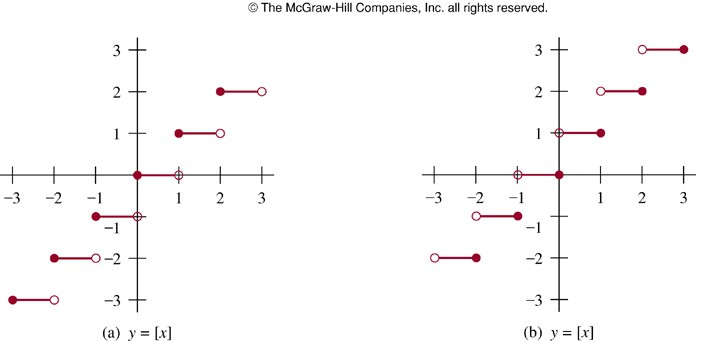 © The McGraw-Hill Companies, Inc. all rights reserved.
3
2
1
−3 −2 −1 1 2 3
−1
−2
−3
(a) y = [x]
3
2
1
−3 −2 −1 1 2 3
−1
−2
−3
(b) y = [x]